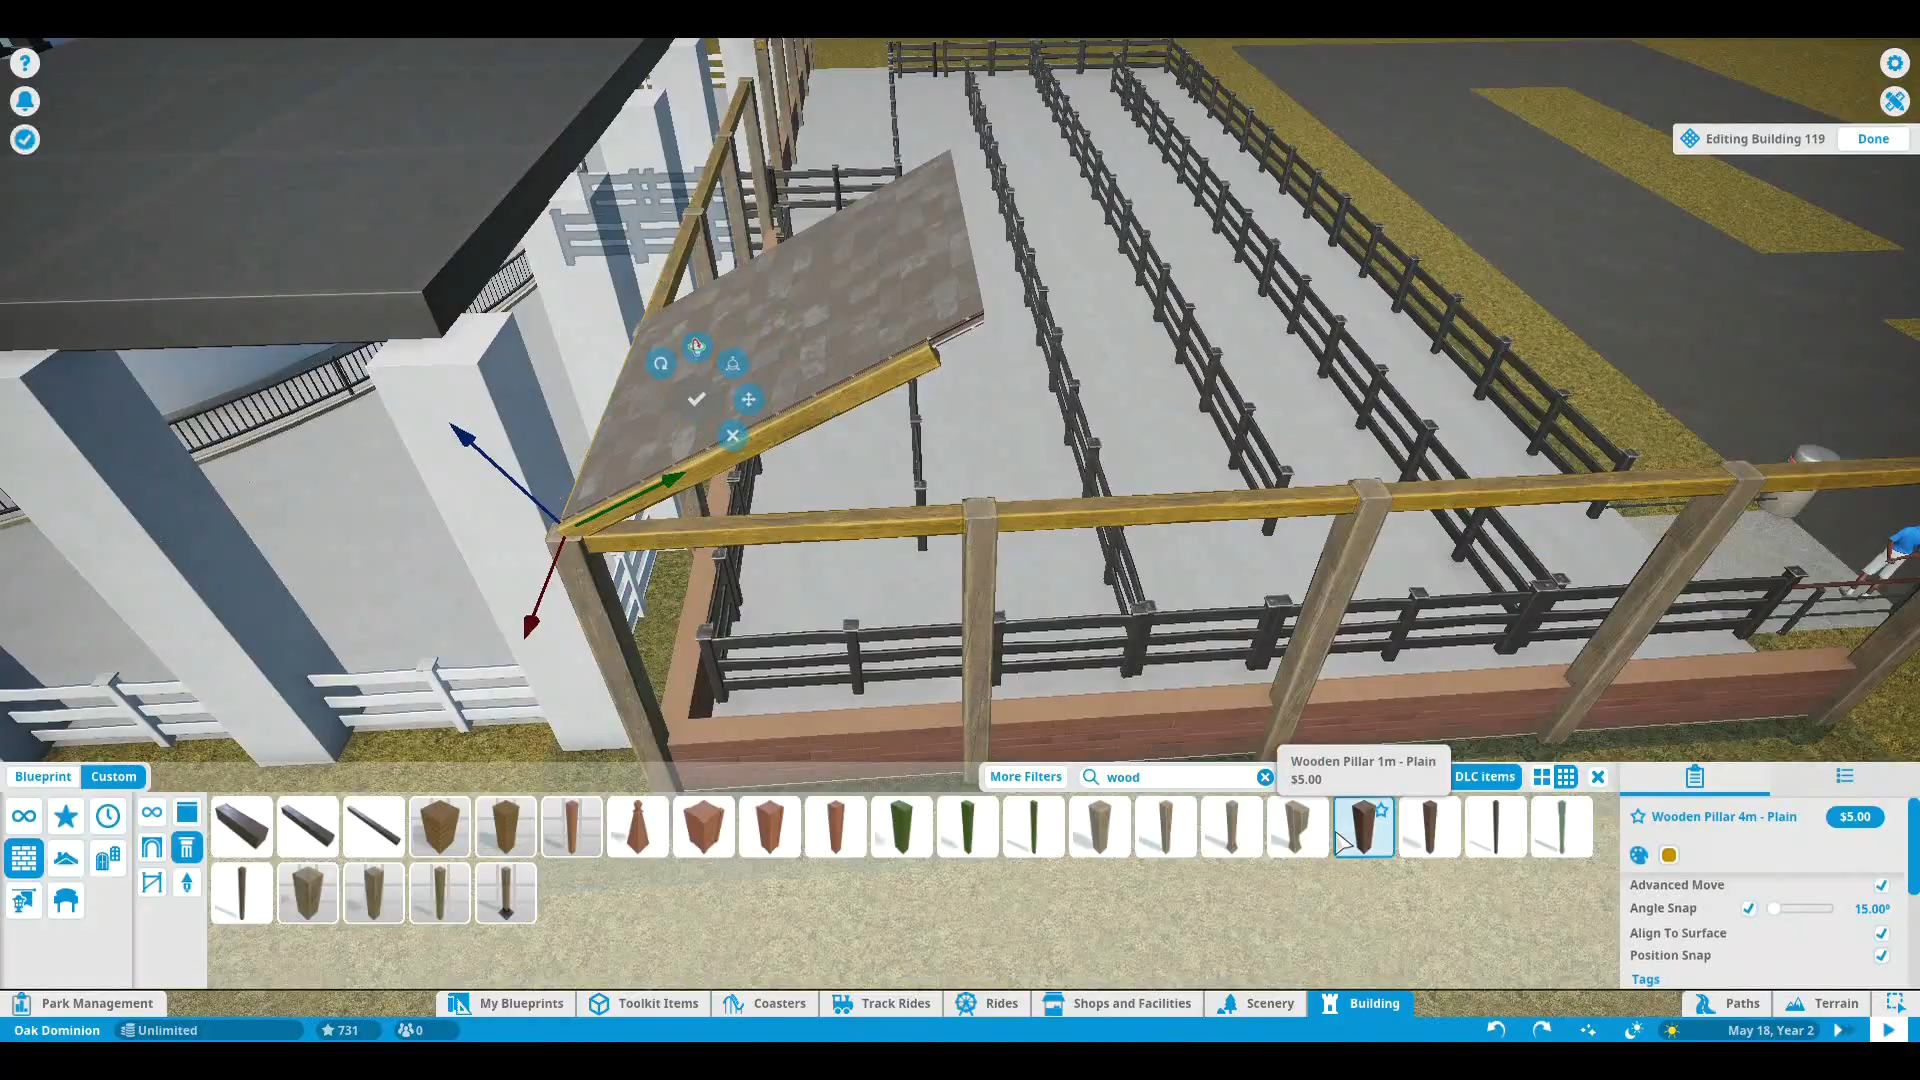 ?
Editing Building 119
Done
Blueprint
Custom
More Filters
wood
DLC items
Wooden Pillar 1m - Plain
$5.00
Wooden Pillar 4m - Plain
$5.00
Advanced Move
Angle Snap
15.00°
Align To Surface
Position Snap
Tags
Park Management
My Blueprints
Toolkit Items
Coasters
Track Rides
Rides
Shops and Facilities
Scenery
Building
Paths
Terrain
Oak Dominion
Unlimited
731
0
May 18, Year 2